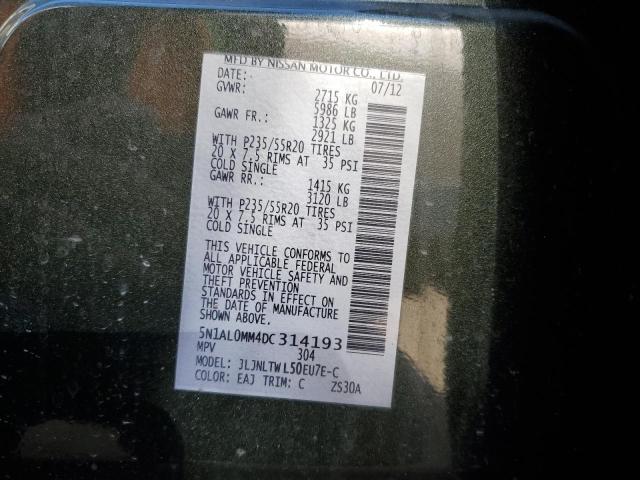 MFD BY NISSAN MOTOR CO., LTD.
DATE: 07/12
GVWR: 2715 KG
5986 LB
GAWR FR.: 1325 KG
2921 LB
WITH P235/55R20 TIRES
20 X 7.5 RIMS AT 35 PSI
COLD SINGLE
GAWR RR.: 1415 KG
3120 LB
WITH P235/55R20 TIRES
20 X 7.5 RIMS AT 35 PSI
COLD SINGLE
THIS VEHICLE CONFORMS TO
ALL APPLICABLE FEDERAL
MOTOR VEHICLE SAFETY AND
THEFT PREVENTION
STANDARDS IN EFFECT ON
THE DATE OF MANUFACTURE
SHOWN ABOVE.
5N1AL0MM4DC314193
MPV 304
MODEL: JLJNLTWL50EU7E-C
COLOR: EAJ TRIM: C ZS30A